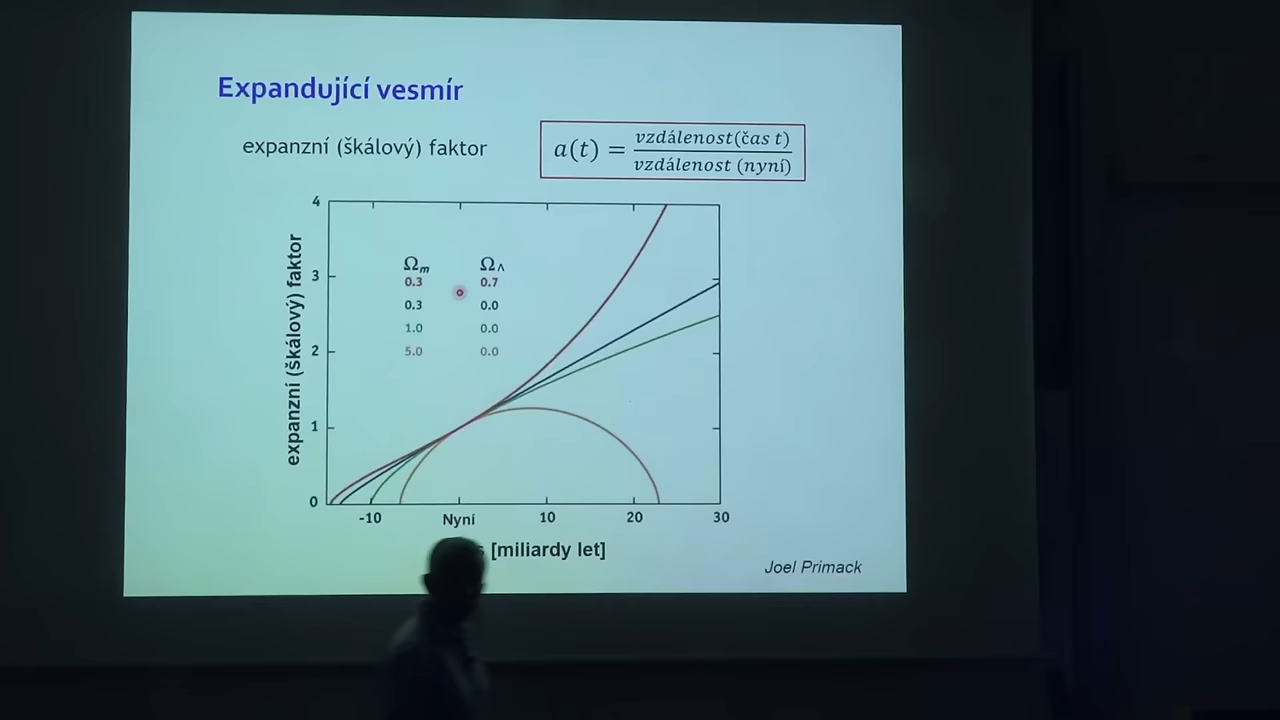 Expandující vesmír
expanzní (škálový) faktor
a(t) = vzdálenost(čas t) / vzdálenost (nyní)
4
3
2
1
0
expanzní (škálový) faktor
Ωm ΩΛ
0.3 0.7
0.3 0.0
1.0 0.0
5.0 0.0
-10 Nyní 10 20 30
[miliardy let]
Joel Primack